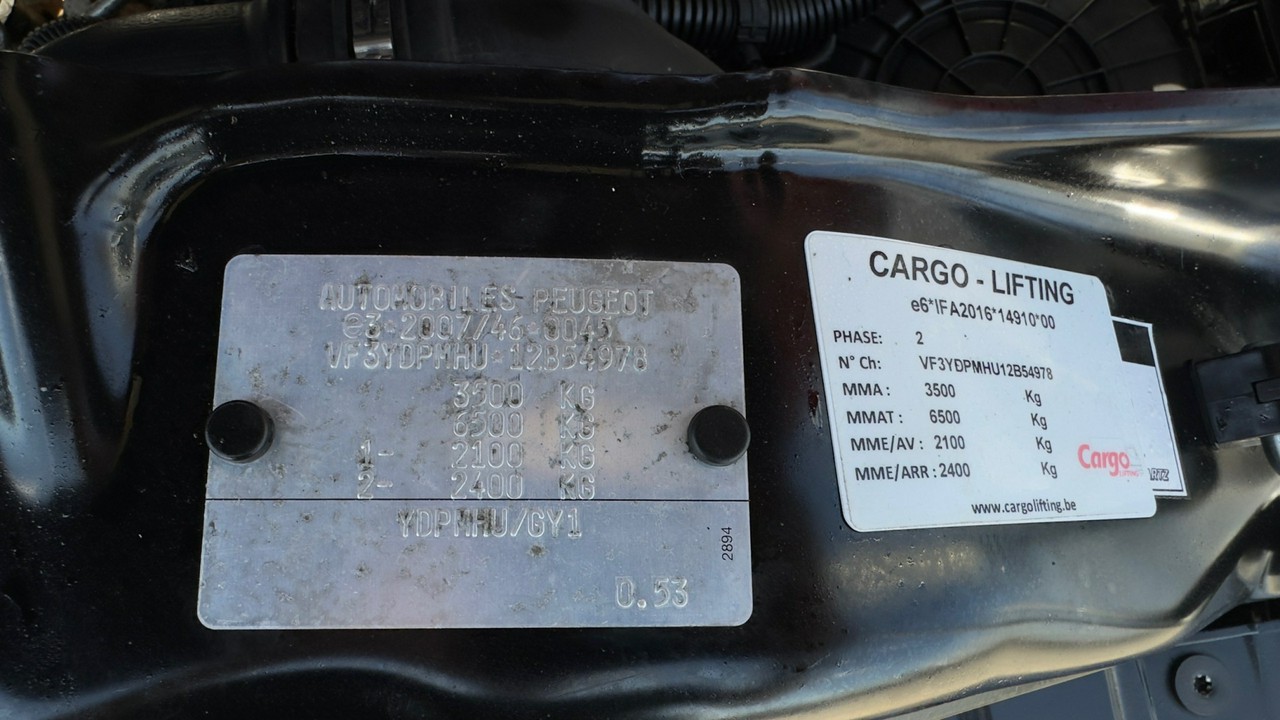 AUTOMOBILES PEUGEOT
e3-2007/46-0045
VF3YDPMHU-12B54978
3500 KG
6500 KG
1- 2100 KG
2- 2400 KG
YDPMHU/GY1
2894
0.53
CARGO - LIFTING
e6*IFA2016*14910*00
PHASE: 2
N° Ch: VF3YDPMHU12B54978
MMA : 3500 Kg
MMAT : 6500 Kg
MME/AV : 2100 Kg
MME/ARR : 2400 Kg
Cargo
LIFTING
www.cargolifting.be